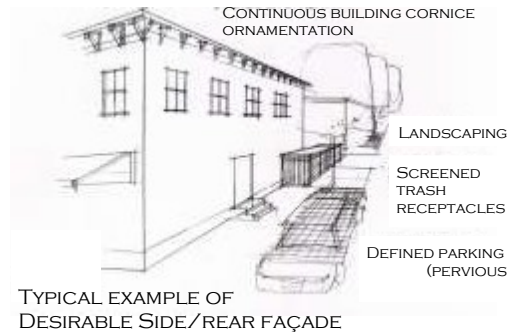 Continuous building cornice
ornamentation
Landscaping
Screened
trash
receptacles
Defined parking
(pervious
Typical example of
Desirable Side/rear façade